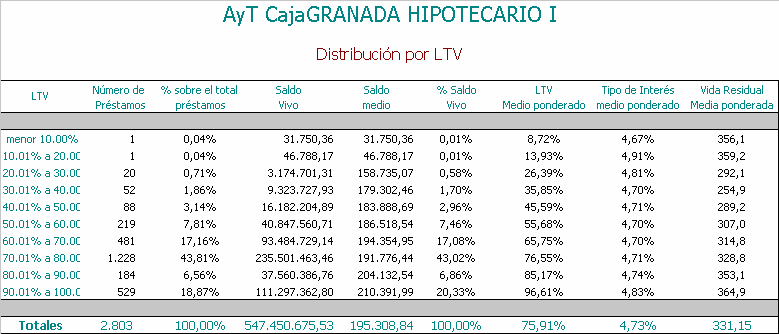 AyT CajaGRANADA HIPOTECARIO I
Distribución por LTV
LTV Número de Préstamos % sobre el total préstamos Saldo Vivo Saldo medio % Saldo Vivo LTV Medio ponderado Tipo de Interés medio ponderado Vida Residual Media ponderada
menor 10.00% 1 0,04% 31.750,36 31.750,36 0,01% 8,72% 4,67% 356,1
10.01% a 20.00 1 0,04% 46.788,17 46.788,17 0,01% 13,93% 4,91% 359,2
20.01% a 30.00 20 0,71% 3.174.701,31 158.735,07 0,58% 26,39% 4,81% 292,1
30.01% a 40.00 52 1,86% 9.323.727,93 179.302,46 1,70% 35,85% 4,70% 254,9
40.01% a 50.00 88 3,14% 16.182.204,89 183.888,69 2,96% 45,59% 4,71% 289,2
50.01% a 60.00 219 7,81% 40.847.560,71 186.518,54 7,46% 55,68% 4,70% 307,0
60.01% a 70.00 481 17,16% 93.484.729,14 194.354,95 17,08% 65,75% 4,70% 314,8
70.01% a 80.00 1.228 43,81% 235.501.463,46 191.776,44 43,02% 76,55% 4,71% 328,8
80.01% a 90.00 184 6,56% 37.560.386,76 204.132,54 6,86% 85,17% 4,74% 353,1
90.01% a 100.0 529 18,87% 111.297.362,80 210.391,99 20,33% 96,61% 4,83% 364,9
Totales 2.803 100,00% 547.450.675,53 195.308,84 100,00% 75,91% 4,73% 331,15